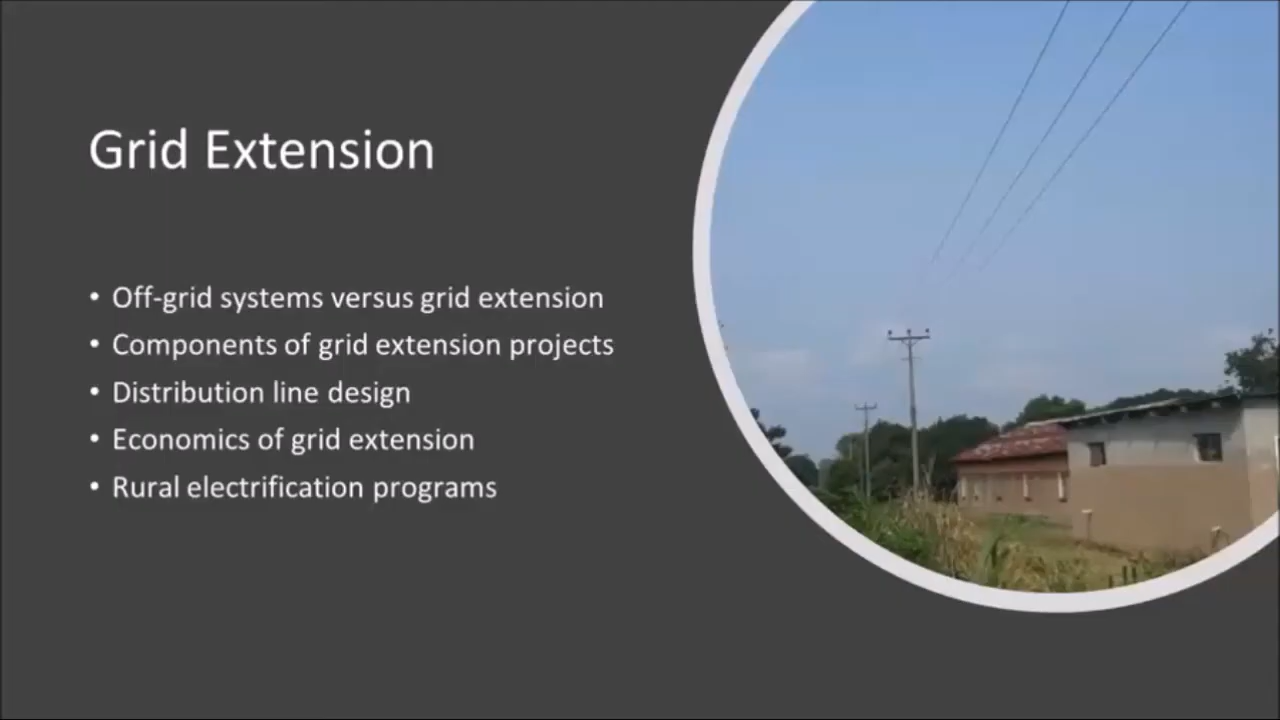 Grid Extension
• Off-grid systems versus grid extension
• Components of grid extension projects
• Distribution line design
• Economics of grid extension
• Rural electrification programs